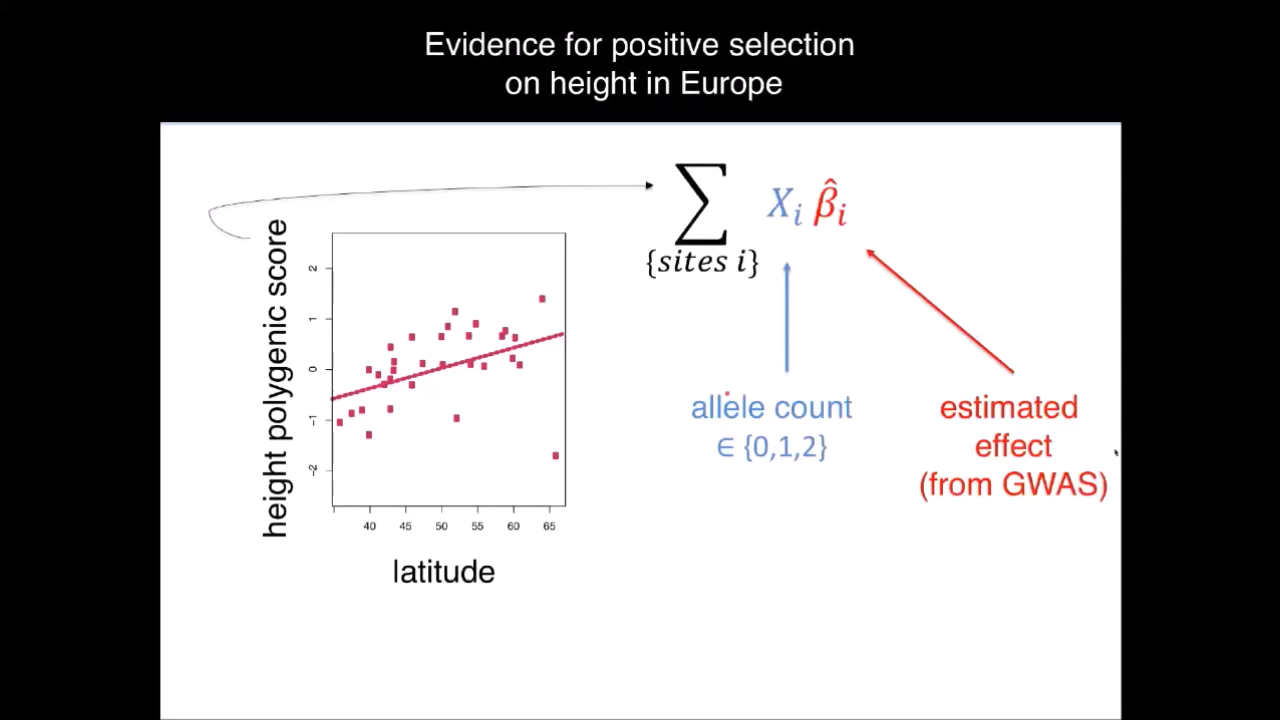 Evidence for positive selection
on height in Europe
∑ X_i β̂_i
{sites i}
height polygenic score
2
1
0
-1
-2
40 45 50 55 60 65
latitude
allele count
∈ {0,1,2}
estimated
effect
(from GWAS)